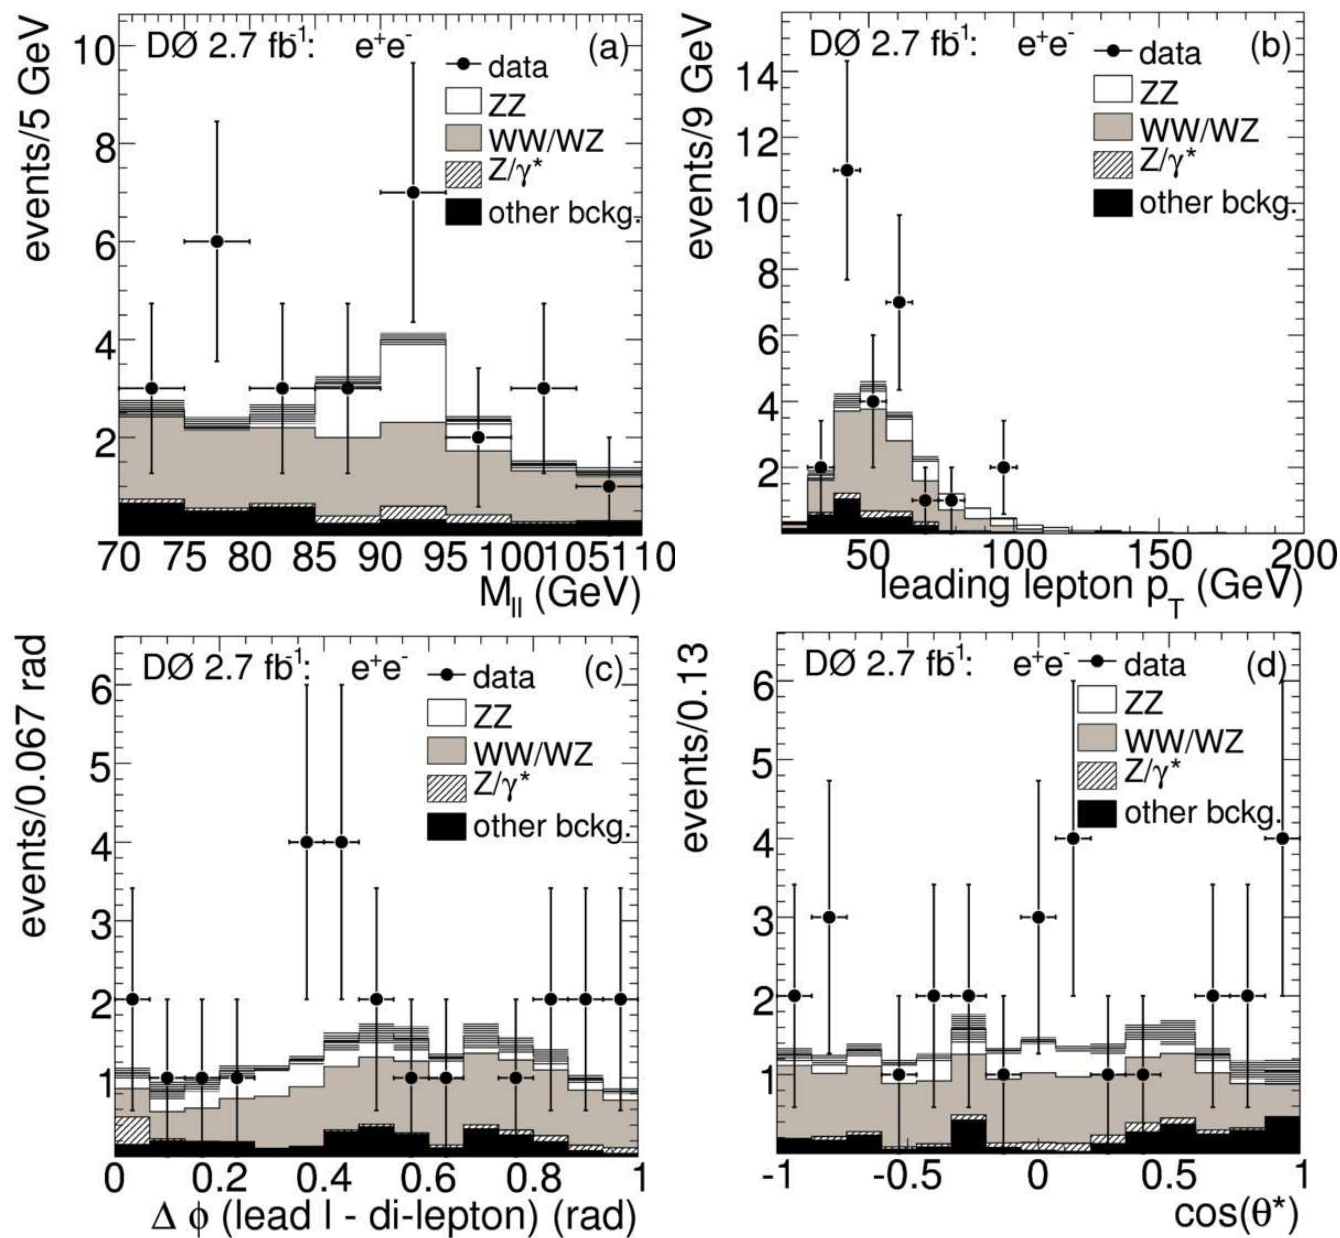 DØ 2.7 fb⁻¹: e⁺e⁻ (a)
data
ZZ
WW/WZ
Z/γ*
other bckg.
events/5 GeV
10
8
6
4
2
70 75 80 85 90 95 100 105 110
M_ll (GeV)
DØ 2.7 fb⁻¹: e⁺e⁻ (b)
data
ZZ
WW/WZ
Z/γ*
other bckg.
events/9 GeV
14
12
10
8
6
4
2
50 100 150 200
leading lepton p_T (GeV)
DØ 2.7 fb⁻¹: e⁺e⁻ (c)
data
ZZ
WW/WZ
Z/γ*
other bckg.
events/0.067 rad
6
5
4
3
2
1
0 0.2 0.4 0.6 0.8 1
Δ ϕ (lead l - di-lepton) (rad)
DØ 2.7 fb⁻¹: e⁺e⁻ (d)
data
ZZ
WW/WZ
Z/γ*
other bckg.
events/0.13
6
5
4
3
2
1
-1 -0.5 0 0.5 1
cos(θ*)